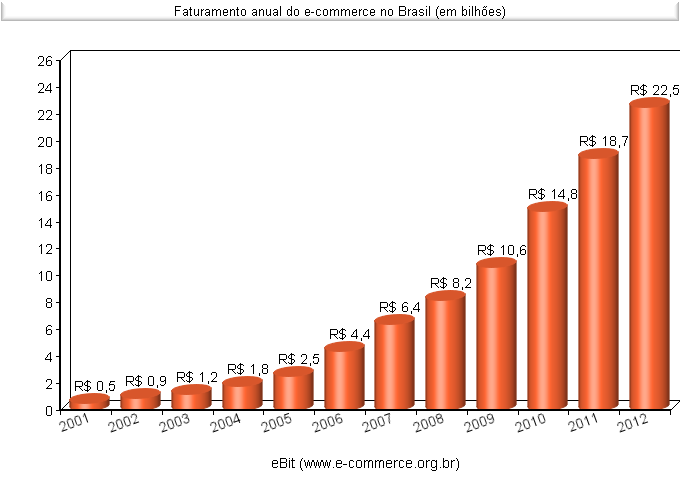 Faturamento anual do e-commerce no Brasil (em bilhões)
26
24
22
20
18
16
14
12
10
8
6
4
2
0
R$ 0,5
R$ 0,9
R$ 1,2
R$ 1,8
R$ 2,5
R$ 4,4
R$ 6,4
R$ 8,2
R$ 10,6
R$ 14,8
R$ 18,7
R$ 22,5
2001
2002
2003
2004
2005
2006
2007
2008
2009
2010
2011
2012
eBit (www.e-commerce.org.br)